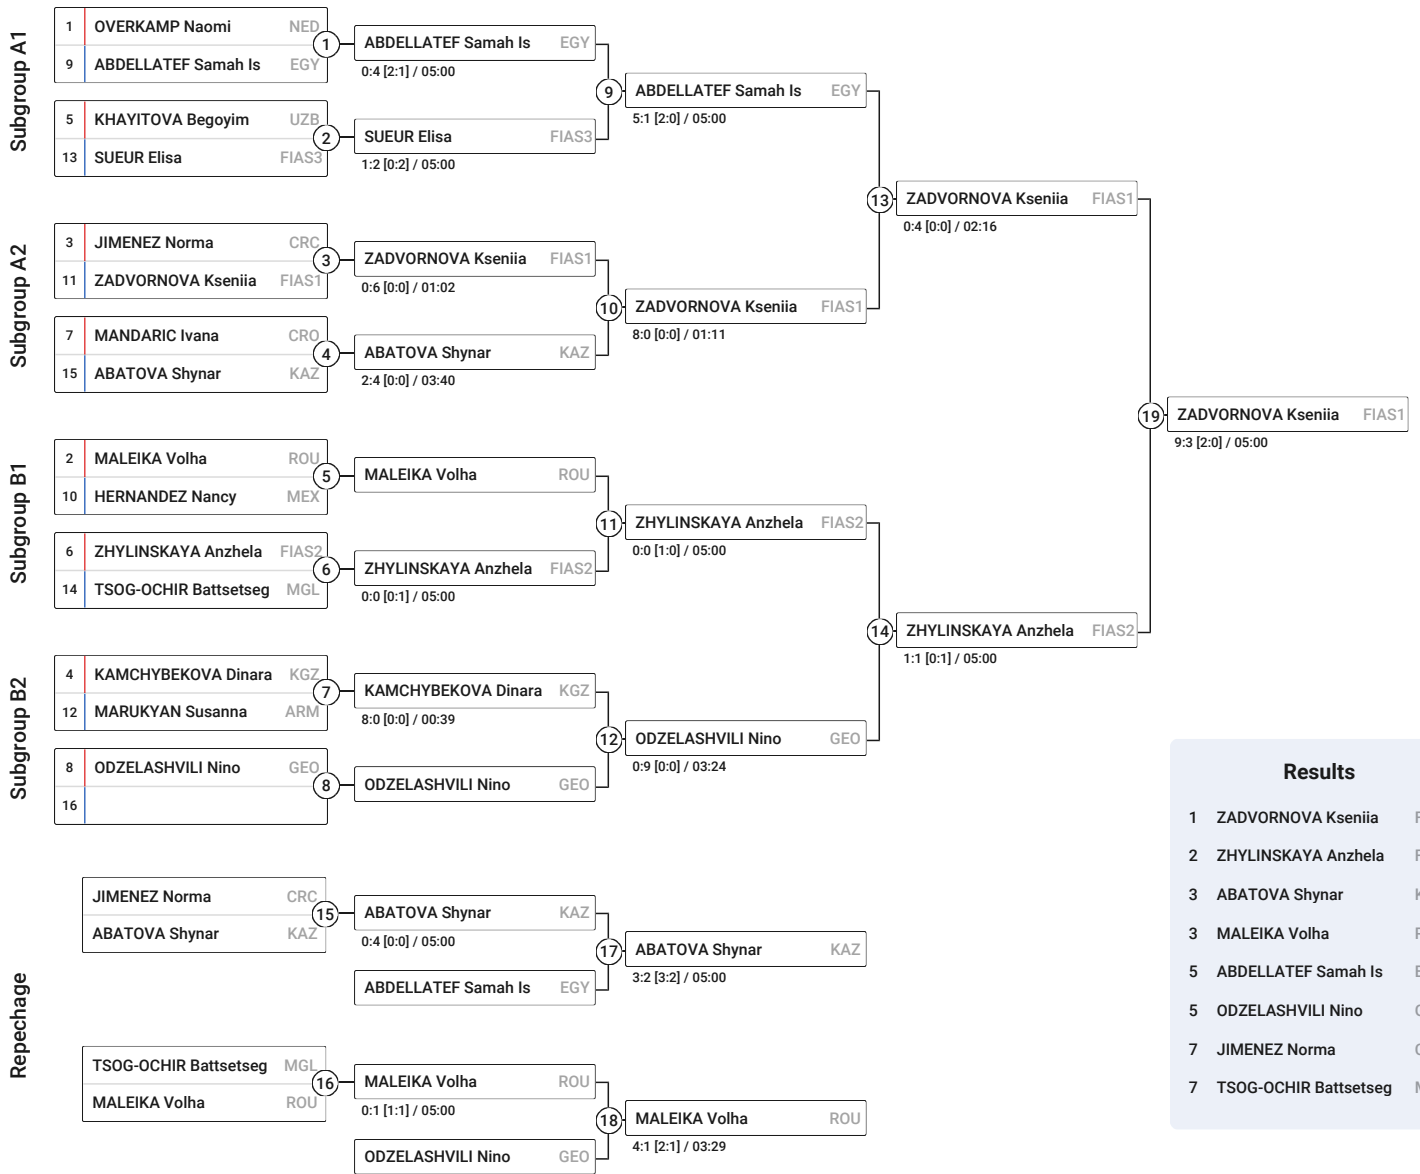 Subgroup A1
1 OVERKAMP Naomi NED
9 ABDELLATEF Samah Is EGY
1
ABDELLATEF Samah Is EGY
0:4 [2:1] / 05:00
5 KHAYITOVA Begoyim UZB
13 SUEUR Elisa FIAS3
2
SUEUR Elisa FIAS3
1:2 [0:2] / 05:00
9
ABDELLATEF Samah Is EGY
5:1 [2:0] / 05:00
Subgroup A2
3 JIMENEZ Norma CRC
11 ZADVORNOVA Kseniia FIAS1
3
ZADVORNOVA Kseniia FIAS1
0:6 [0:0] / 01:02
7 MANDARIC Ivana CRO
15 ABATOVA Shynar KAZ
4
ABATOVA Shynar KAZ
2:4 [0:0] / 03:40
10
ZADVORNOVA Kseniia FIAS1
8:0 [0:0] / 01:11
13
ZADVORNOVA Kseniia FIAS1
0:4 [0:0] / 02:16
Subgroup B1
2 MALEIKA Volha ROU
10 HERNANDEZ Nancy MEX
5
MALEIKA Volha ROU
6 ZHYLINSKAYA Anzhela FIAS2
14 TSOG-OCHIR Battsetseg MGL
6
ZHYLINSKAYA Anzhela FIAS2
0:0 [0:1] / 05:00
11
ZHYLINSKAYA Anzhela FIAS2
0:0 [1:0] / 05:00
Subgroup B2
4 KAMCHYBEKOVA Dinara KGZ
12 MARUKYAN Susanna ARM
7
KAMCHYBEKOVA Dinara KGZ
8:0 [0:0] / 00:39
8 ODZELASHVILI Nino GEO
16
8
ODZELASHVILI Nino GEO
12
ODZELASHVILI Nino GEO
0:9 [0:0] / 03:24
14
ZHYLINSKAYA Anzhela FIAS2
1:1 [0:1] / 05:00
19
ZADVORNOVA Kseniia FIAS1
9:3 [2:0] / 05:00
Repechage
JIMENEZ Norma CRC
ABATOVA Shynar KAZ
15
ABATOVA Shynar KAZ
0:4 [0:0] / 05:00
ABDELLATEF Samah Is EGY
17
ABATOVA Shynar KAZ
3:2 [3:2] / 05:00
TSOG-OCHIR Battsetseg MGL
MALEIKA Volha ROU
16
MALEIKA Volha ROU
0:1 [1:1] / 05:00
ODZELASHVILI Nino GEO
18
MALEIKA Volha ROU
4:1 [2:1] / 03:29
Results
1 ZADVORNOVA Kseniia
2 ZHYLINSKAYA Anzhela
3 ABATOVA Shynar
3 MALEIKA Volha
5 ABDELLATEF Samah Is
5 ODZELASHVILI Nino
7 JIMENEZ Norma
7 TSOG-OCHIR Battsetseg